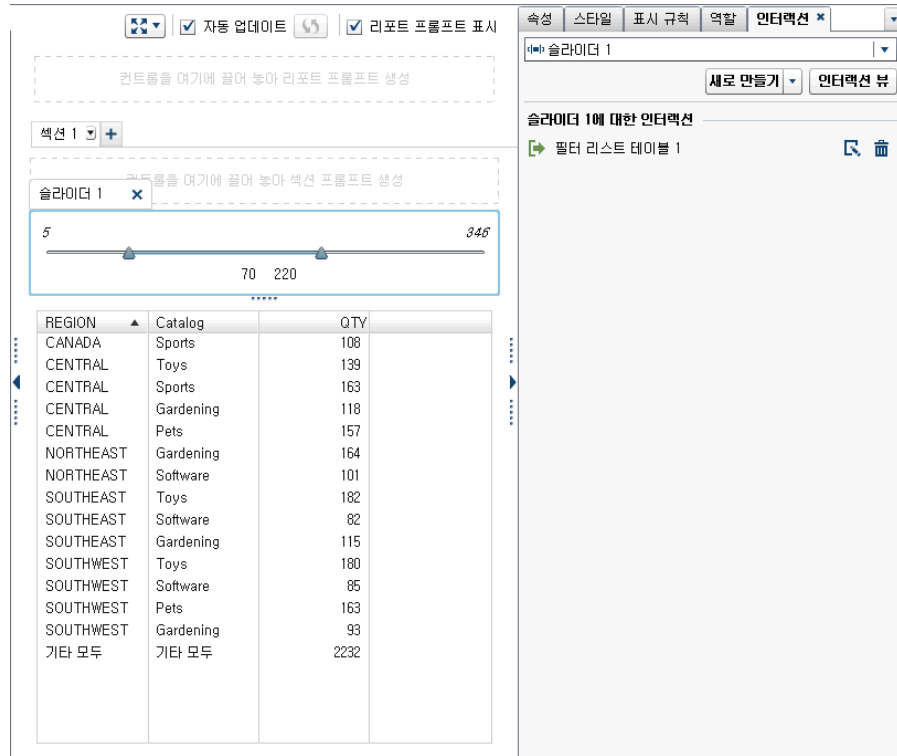 자동 업데이트 리포트 프롬프트 표시
컨트롤을 여기에 끌어 놓아 리포트 프롬프트 생성
섹션 1
컨트롤을 여기에 끌어 놓아 섹션 프롬프트 생성
슬라이더 1
5 346
70 220
REGION Catalog QTY
CANADA Sports 108
CENTRAL Toys 139
CENTRAL Sports 163
CENTRAL Gardening 118
CENTRAL Pets 157
NORTHEAST Gardening 164
NORTHEAST Software 101
SOUTHEAST Toys 182
SOUTHEAST Software 82
SOUTHEAST Gardening 115
SOUTHWEST Toys 180
SOUTHWEST Software 85
SOUTHWEST Pets 163
SOUTHWEST Gardening 93
기타 모두 기타 모두 2232
속성 스타일 표시 규칙 역할 인터랙션
슬라이더 1
새로 만들기 인터랙션 뷰
슬라이더 1에 대한 인터랙션
필터 리스트 테이블 1